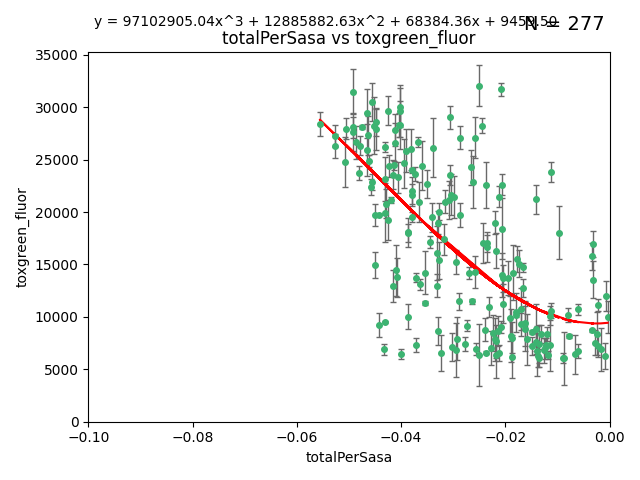 y = 97102905.04x^3 + 12885882.63x^2 + 68384.36x + 9459.50
N = 277
totalPerSasa vs toxgreen_fluor
35000
30000
25000
20000
15000
10000
5000
0
toxgreen_fluor
−0.10 −0.08 −0.06 −0.04 −0.02 0.00
totalPerSasa